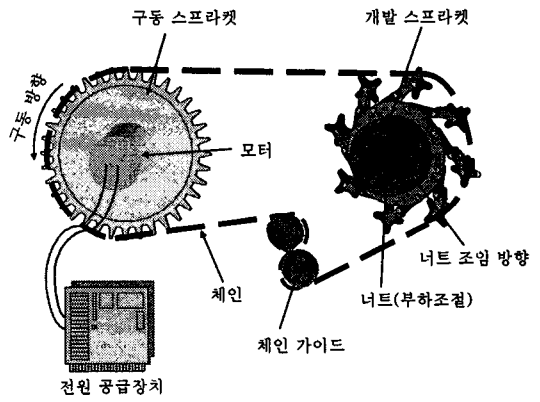 구동 스프라켓
개발 스프라켓
구동 방향
모터
너트 조임 방향
체인
너트(부하조절)
체인 가이드
전원 공급장치